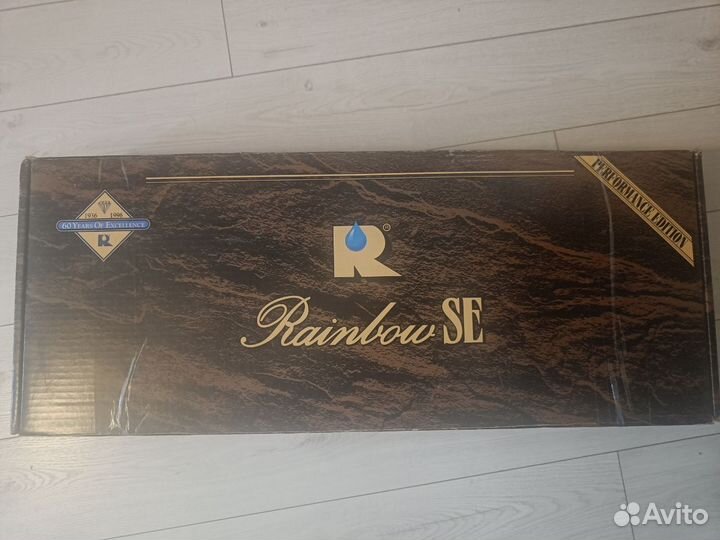 1936 1996
60 YEARS OF EXCELLENCE
R
PERFORMANCE EDITION
R®
Rainbow SE
Avito